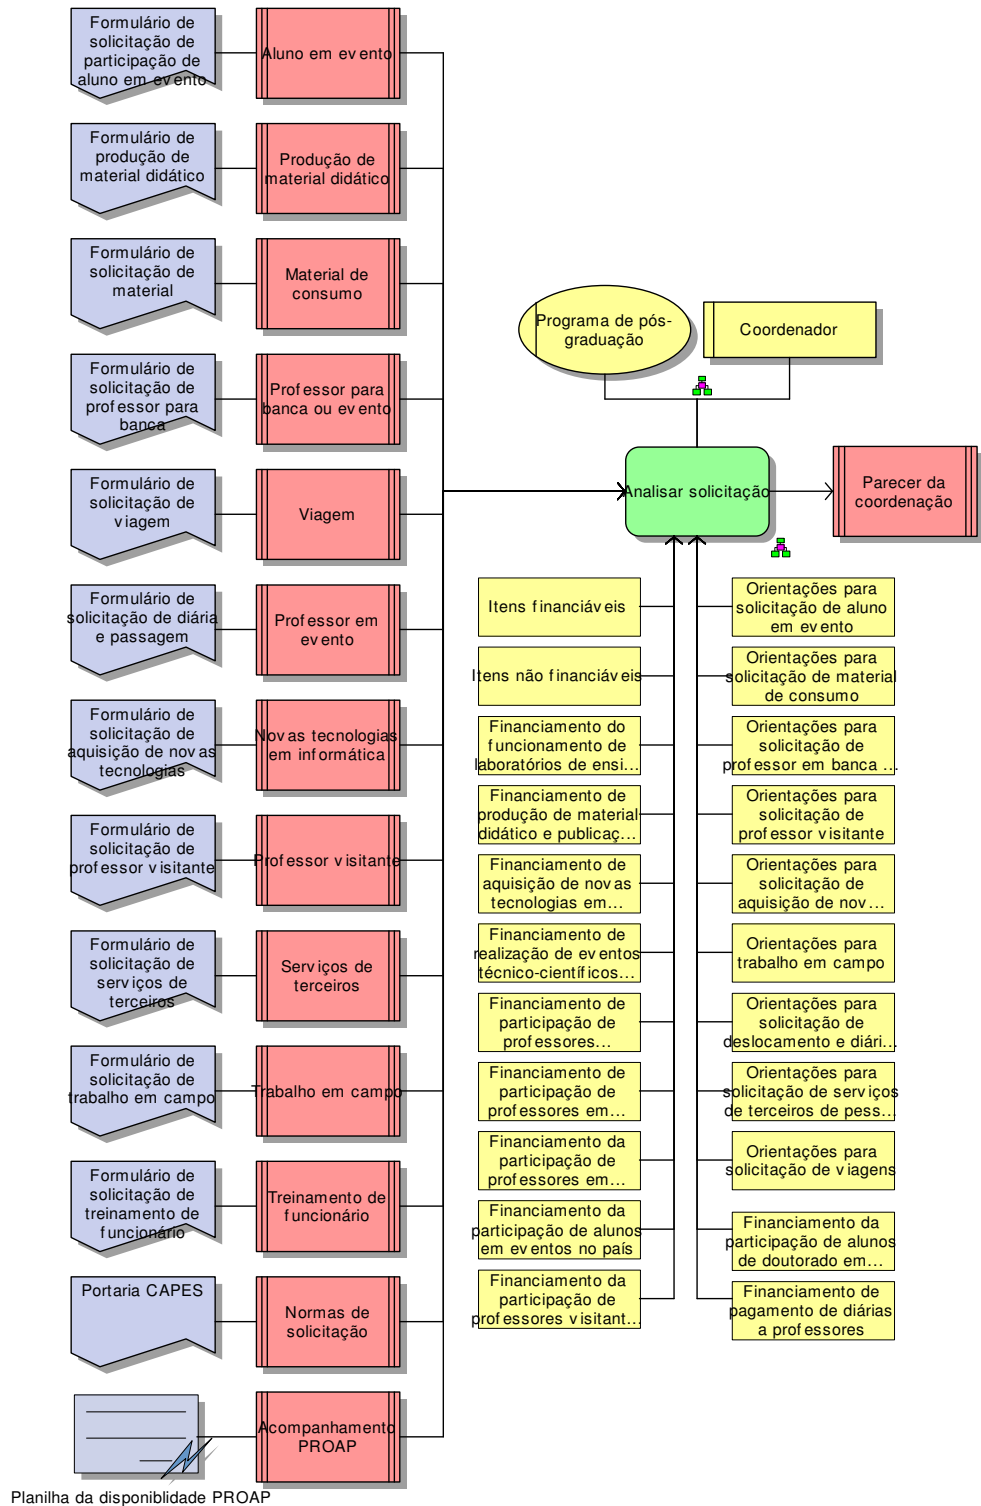 Formulário de
solicitação de
participação de
aluno em evento
Aluno em evento
Formulário de
produção de
material didático
Produção de
material didático
Formulário de
solicitação de
material
Material de
consumo
Programa de pós-
graduação
Coordenador
Formulário de
solicitação de
professor para
banca
Professor para
banca ou evento
Formulário de
solicitação de
viagem
Viagem
Analisar solicitação
Parecer da
coordenação
Formulário de
solicitação de diária
e passagem
Professor em
evento
Formulário de
solicitação de
aquisição de novas
tecnologias
Novas tecnologias
em informática
Formulário de
solicitação de
professor visitante
Professor visitante
Formulário de
solicitação de
serviços de
terceiros
Serviços de
terceiros
Formulário de
solicitação de
trabalho em campo
Trabalho em campo
Formulário de
solicitação de
treinamento de
funcionário
Treinamento de
funcionário
Portaria CAPES
Normas de
solicitação
Acompanhamento
PROAP
Planilha da disponiblidade PROAP
Itens financiáveis
Itens não financiáveis
Financiamento do
funcionamento de
laboratórios de ensi...
Financiamento de
produção de material
didático e publicaç...
Financiamento de
aquisição de novas
tecnologias em...
Financiamento de
realização de eventos
técnico-científicos...
Financiamento de
participação de
professores...
Financiamento de
participação de
professores em...
Financiamento da
participação de
professores em...
Financiamento da
participação de alunos
em eventos no país
Financiamento da
participação de
professores visitant...
Orientações para
solicitação de aluno
em evento
Orientações para
solicitação de material
de consumo
Orientações para
solicitação de
professor em banca ...
Orientações para
solicitação de
professor visitante
Orientações para
solicitação de
aquisição de nov...
Orientações para
trabalho em campo
Orientações para
solicitação de
deslocamento e diári...
Orientações para
solicitação de serviços
de terceiros de pess...
Orientações para
solicitação de viagens
Financiamento da
participação de alunos
de doutorado em...
Financiamento de
pagamento de diárias
a professores